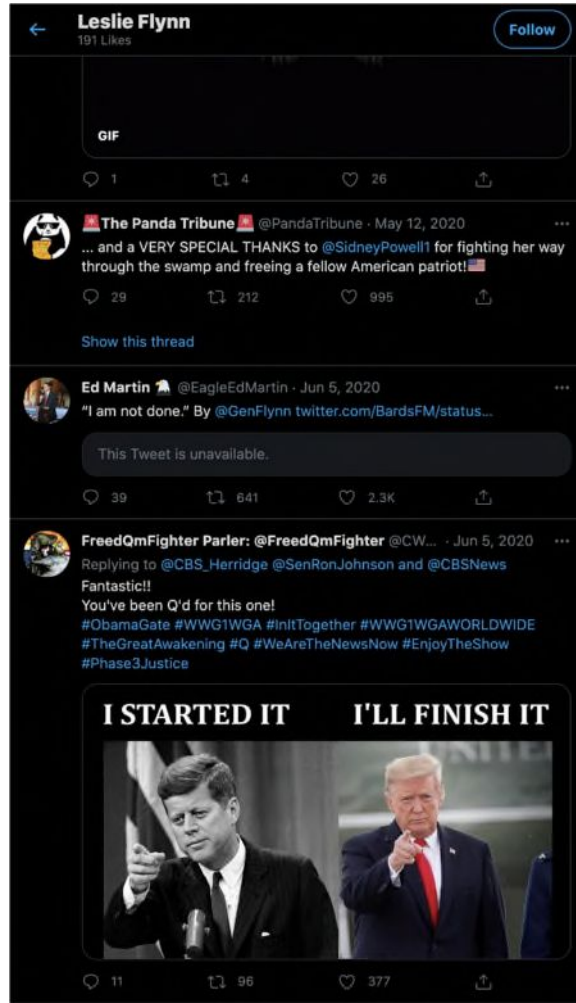 Leslie Flynn
191 Likes
Follow
GIF
1 4 26
🚨The Panda Tribune🚨 @PandaTribune · May 12, 2020
... and a VERY SPECIAL THANKS to @SidneyPowell1 for fighting her way
through the swamp and freeing a fellow American patriot!🇺🇸
29 212 995
Show this thread
Ed Martin 🦅 @EagleEdMartin · Jun 5, 2020
“I am not done.” By @GenFlynn twitter.com/BardsFM/status...
This Tweet is unavailable.
39 641 2.3K
FreedQmFighter Parler: @FreedQmFighter @CW... · Jun 5, 2020
Replying to @CBS_Herridge @SenRonJohnson and @CBSNews
Fantastic!!
You've been Q'd for this one!
#ObamaGate #WWG1WGA #InItTogether #WWG1WGAWORLDWIDE
#TheGreatAwakening #Q #WeAreTheNewsNow #EnjoyTheShow
#Phase3Justice
I STARTED IT I'LL FINISH IT
11 96 377